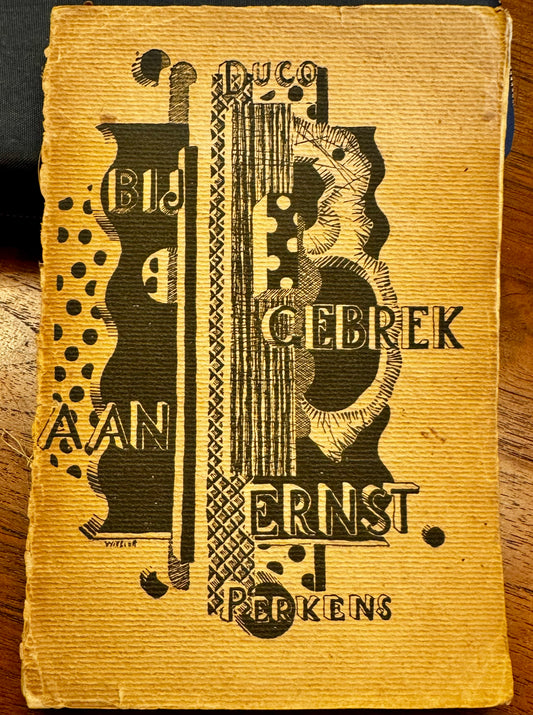 DUCO
BIJ
GEBREK
AAN
ERNST
PERKENS